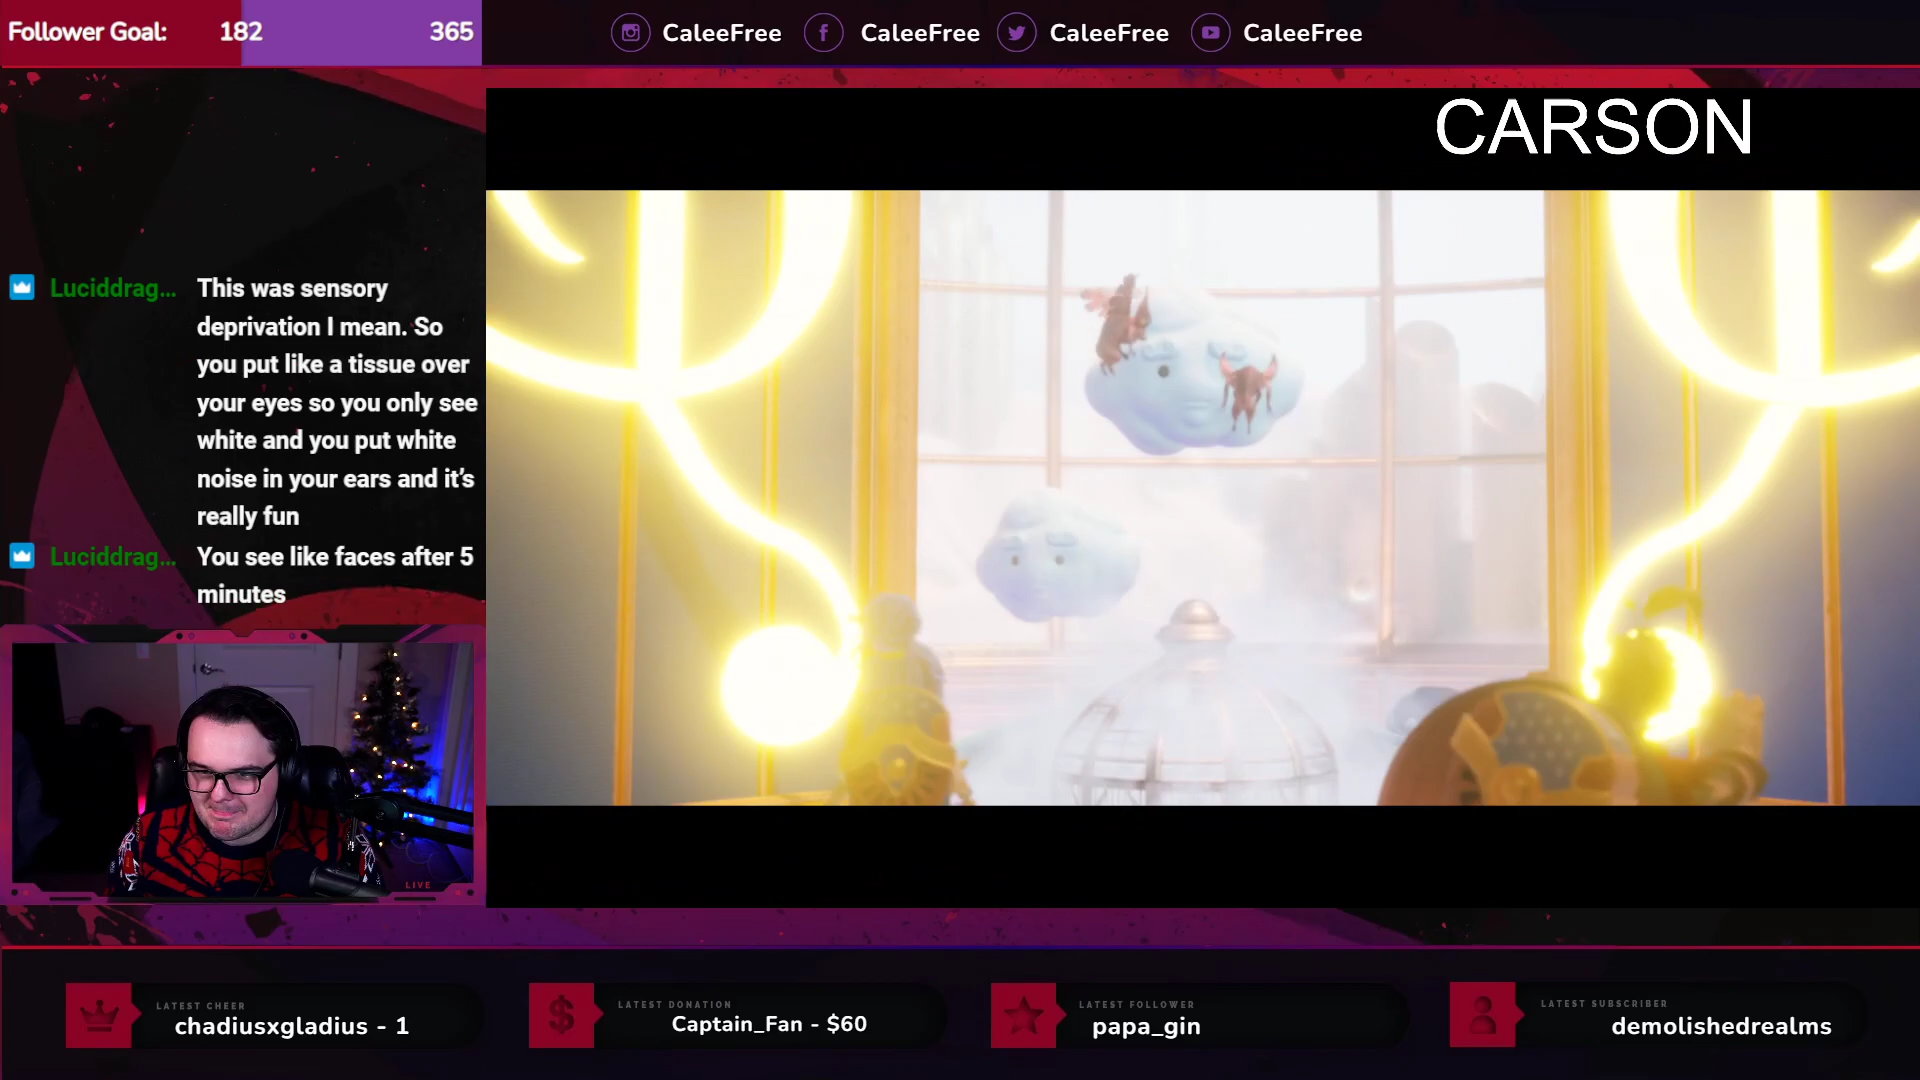 Follower Goal: 182 365
CaleeFree CaleeFree CaleeFree CaleeFree
CARSON
Luciddrag... This was sensory
deprivation I mean. So
you put like a tissue over
your eyes so you only see
white and you put white
noise in your ears and it's
really fun
Luciddrag... You see like faces after 5
minutes
LIVE
LATEST CHEER
chadiusxgladius - 1
LATEST DONATION
Captain_Fan - $60
LATEST FOLLOWER
papa_gin
LATEST SUBSCRIBER
demolishedrealms